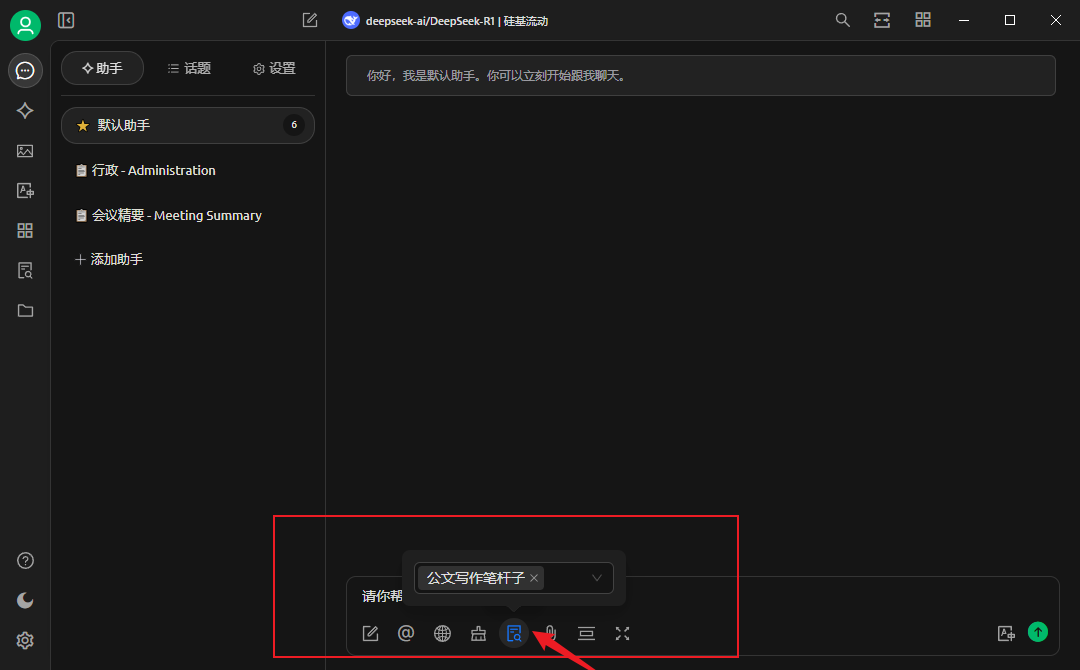 deepseek-ai/DeepSeek-R1 | 硅基流动
助手
话题
设置
你好，我是默认助手。你可以立刻开始跟我聊天。
默认助手
6
行政 - Administration
会议精要 - Meeting Summary
添加助手
公文写作笔杆子
请你帮